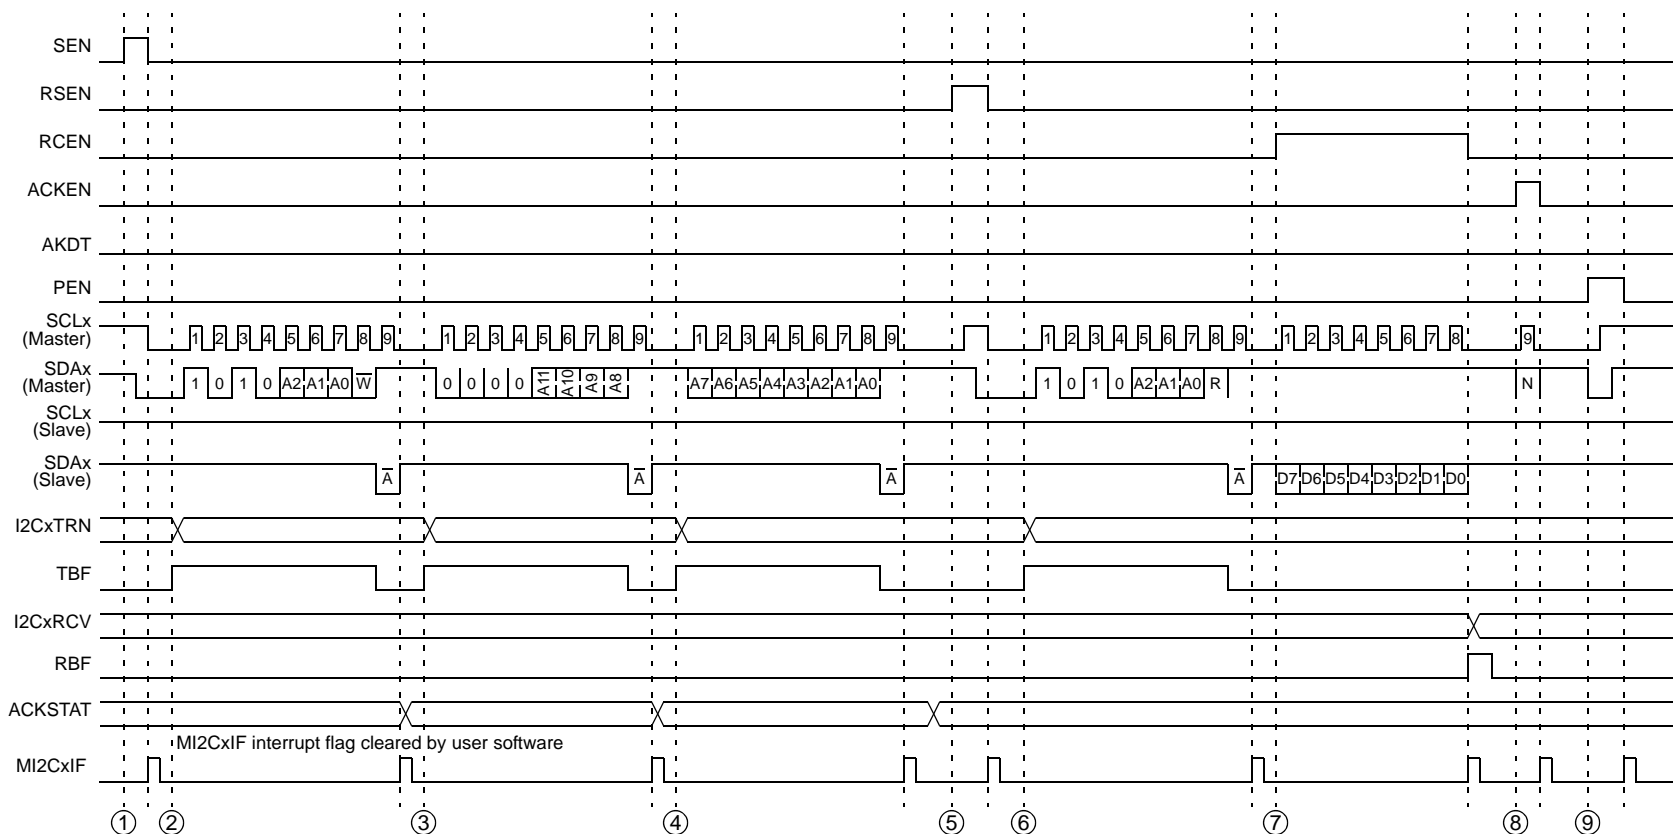 SEN
RSEN
RCEN
ACKEN
AKDT
PEN
SCLx
(Master)
1 2 3 4 5 6 7 8 9 1 2 3 4 5 6 7 8 9 1 2 3 4 5 6 7 8 9 1 2 3 4 5 6 7 8 9 1 2 3 4 5 6 7 8 9
SDAx
(Master)
1 0 1 0 A2 A1 A0 W̅ 0 0 0 0 A11 A10 A9 A8 A7 A6 A5 A4 A3 A2 A1 A0 1 0 1 0 A2 A1 A0 R N
SCLx
(Slave)
SDAx
(Slave)
A̅ A̅ A̅ A̅ D7 D6 D5 D4 D3 D2 D1 D0
I2CxTRN
TBF
I2CxRCV
RBF
ACKSTAT
MI2CxIF interrupt flag cleared by user software
MI2CxIF
1 2 3 4 5 6 7 8 9